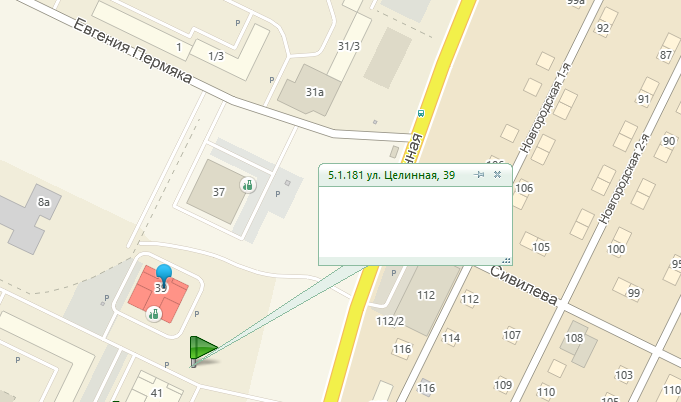 99а
Евгения Пермяка
1
1/3
31/3
92
87
31а
Р
Р
Р
Новгородская 1-я
91
90
Новгородская 2-я
нная
37
Р
8а
5.1.181 ул. Целинная, 39
106
105
100
95
Сивилева
99
39
Р
112
112
112/2
114
107
108
116
Р
Р
Р
41
116
109
110
110